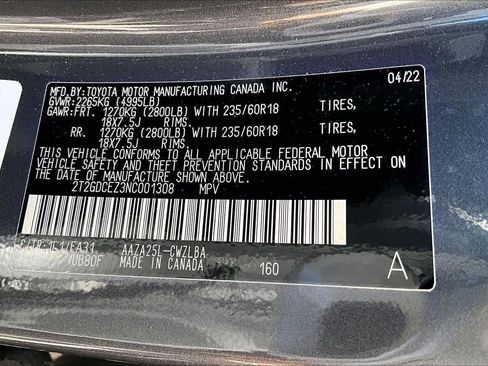 MFD.BY:TOYOTA MOTOR MANUFACTURING CANADA INC. 04/22
GVWR:2265KG (4995LB)
GAWR:FRT. 1270KG (2800LB) WITH 235/60R18 TIRES,
18X7.5J RIMS.
RR. 1270KG (2800LB) WITH 235/60R18 TIRES,
18X7.5J RIMS.
THIS VEHICLE CONFORMS TO ALL APPLICABLE FEDERAL MOTOR
VEHICLE SAFETY AND THEFT PREVENTION STANDARDS IN EFFECT ON
THE DATE OF MANUFACTURE SHOWN ABOVE.
2T2GDCEZ3NC001308 MPV
C/TR:1L1/EA31 AAZA25L-CWZLBA
MADE IN CANADA 160 A